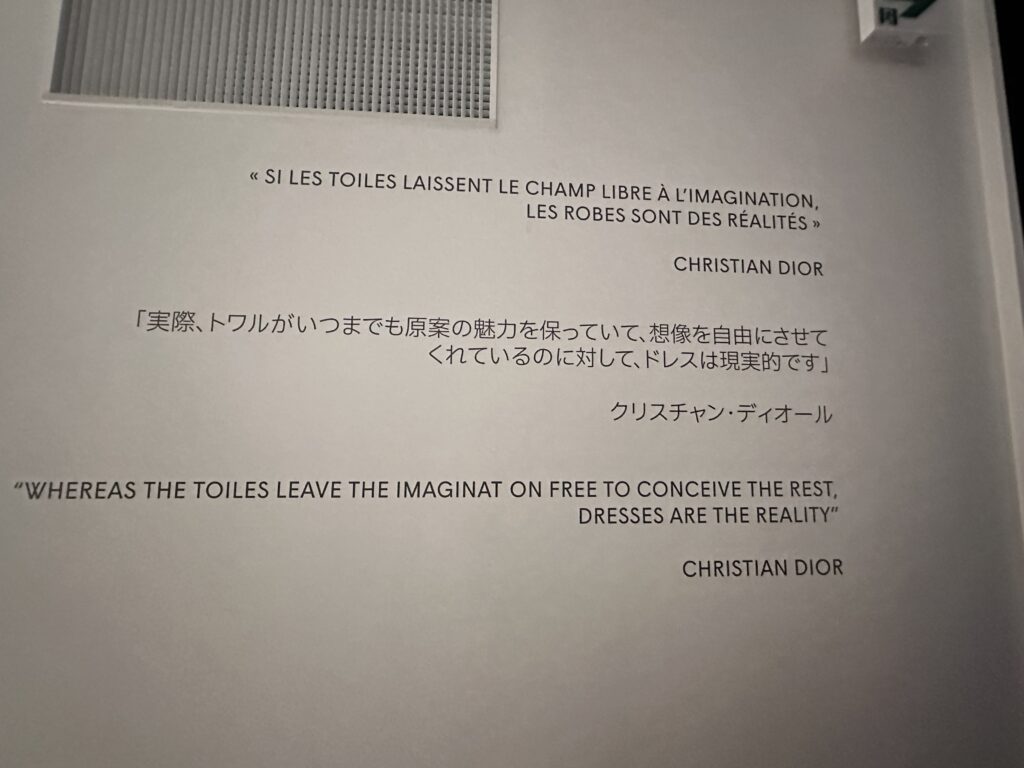 « SI LES TOILES LAISSENT LE CHAMP LIBRE À L'IMAGINATION,
LES ROBES SONT DES RÉALITÉS »
CHRISTIAN DIOR
「実際、トワルがいつまでも原案の魅力を保っていて、想像を自由にさせて
くれているのに対して、ドレスは現実的です」
クリスチャン・ディオール
“WHEREAS THE TOILES LEAVE THE IMAGINAT ON FREE TO CONCEIVE THE REST,
DRESSES ARE THE REALITY”
CHRISTIAN DIOR